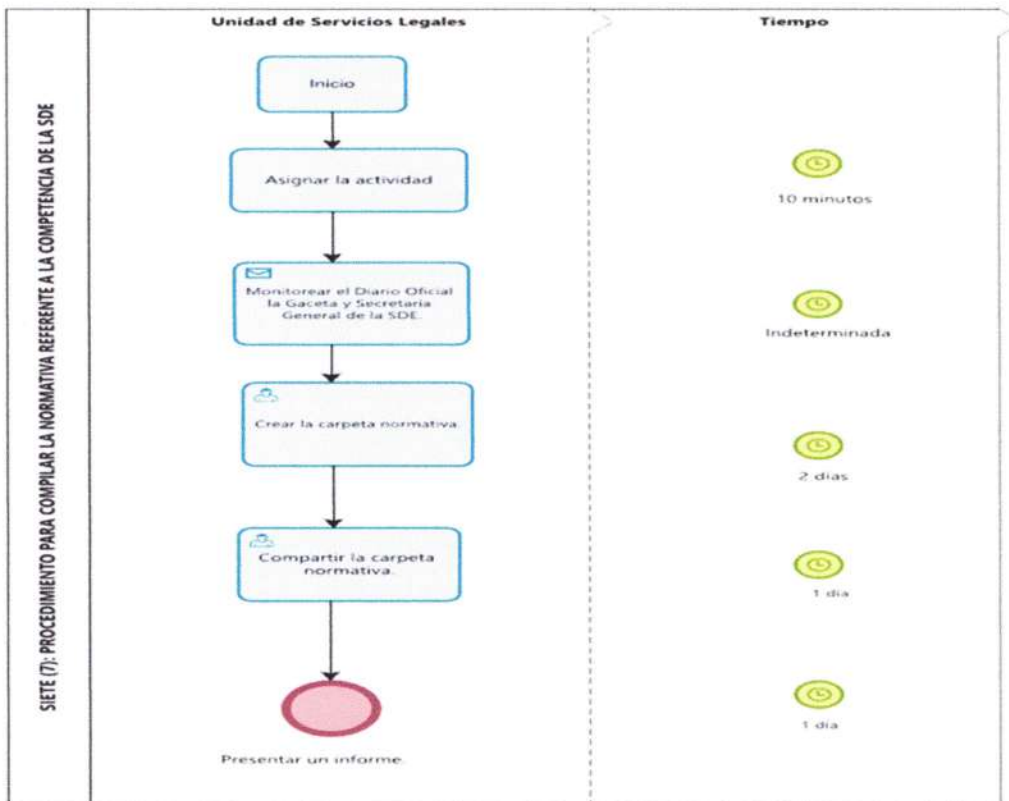 SIETE (7): PROCEDIMIENTO PARA COMPILAR LA NORMATIVA REFERENTE A LA COMPETENCIA DE LA SDE
Unidad de Servicios Legales
Tiempo
Inicio
Asignar la actividad
10 minutos
Monitorear el Diario Oficial
la Gaceta y Secretaría
General de la SDE.
Indeterminada
Crear la carpeta normativa.
2 días
Compartir la carpeta
normativa.
1 día
Presentar un informe.
1 día